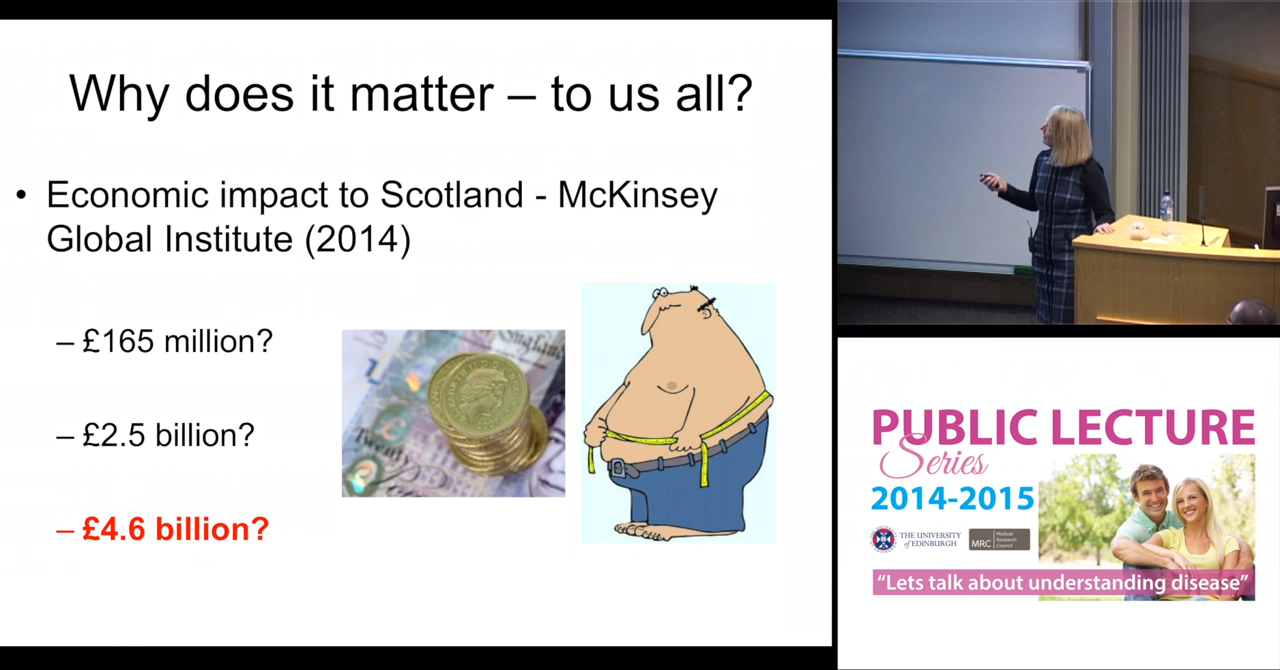 Why does it matter – to us all?
• Economic impact to Scotland - McKinsey
Global Institute (2014)
– £165 million?
– £2.5 billion?
– £4.6 billion?
England
Twenty
PUBLIC LECTURE
Series
2014-2015
THE UNIVERSITY
of EDINBURGH
MRC
Medical
Research
Council
"Lets talk about understanding disease"